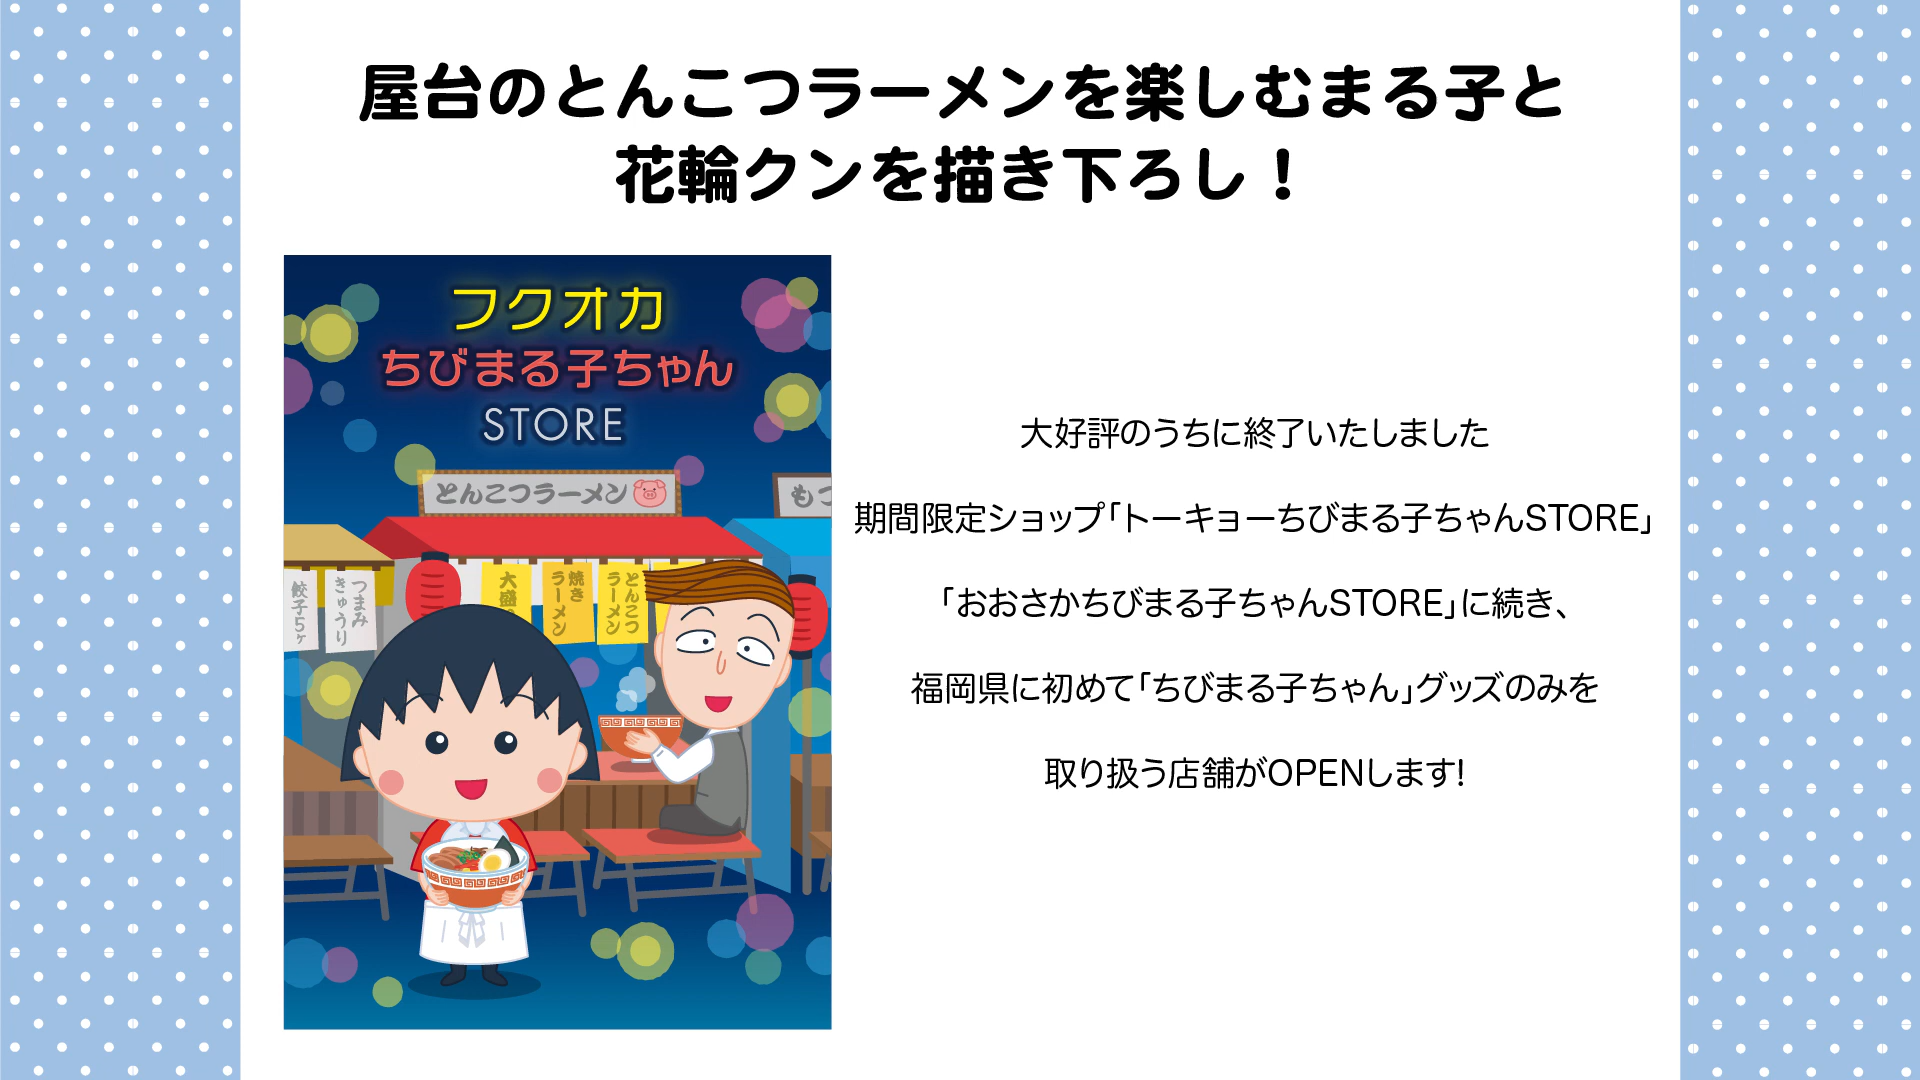 屋台のとんこつラーメンを楽しむまる子と
花輪クンを描き下ろし！
フクオカ
ちびまる子ちゃん
STORE
とんこつラーメン
もつ
餃子5ヶ
つまみ
きゅうり
大盛
焼き
ラーメン
とんこつ
ラーメン
大好評のうちに終了いたしました
期間限定ショップ「トーキョーちびまる子ちゃんSTORE」
「おおさかちびまる子ちゃんSTORE」に続き、
福岡県に初めて「ちびまる子ちゃん」グッズのみを
取り扱う店舗がOPENします!